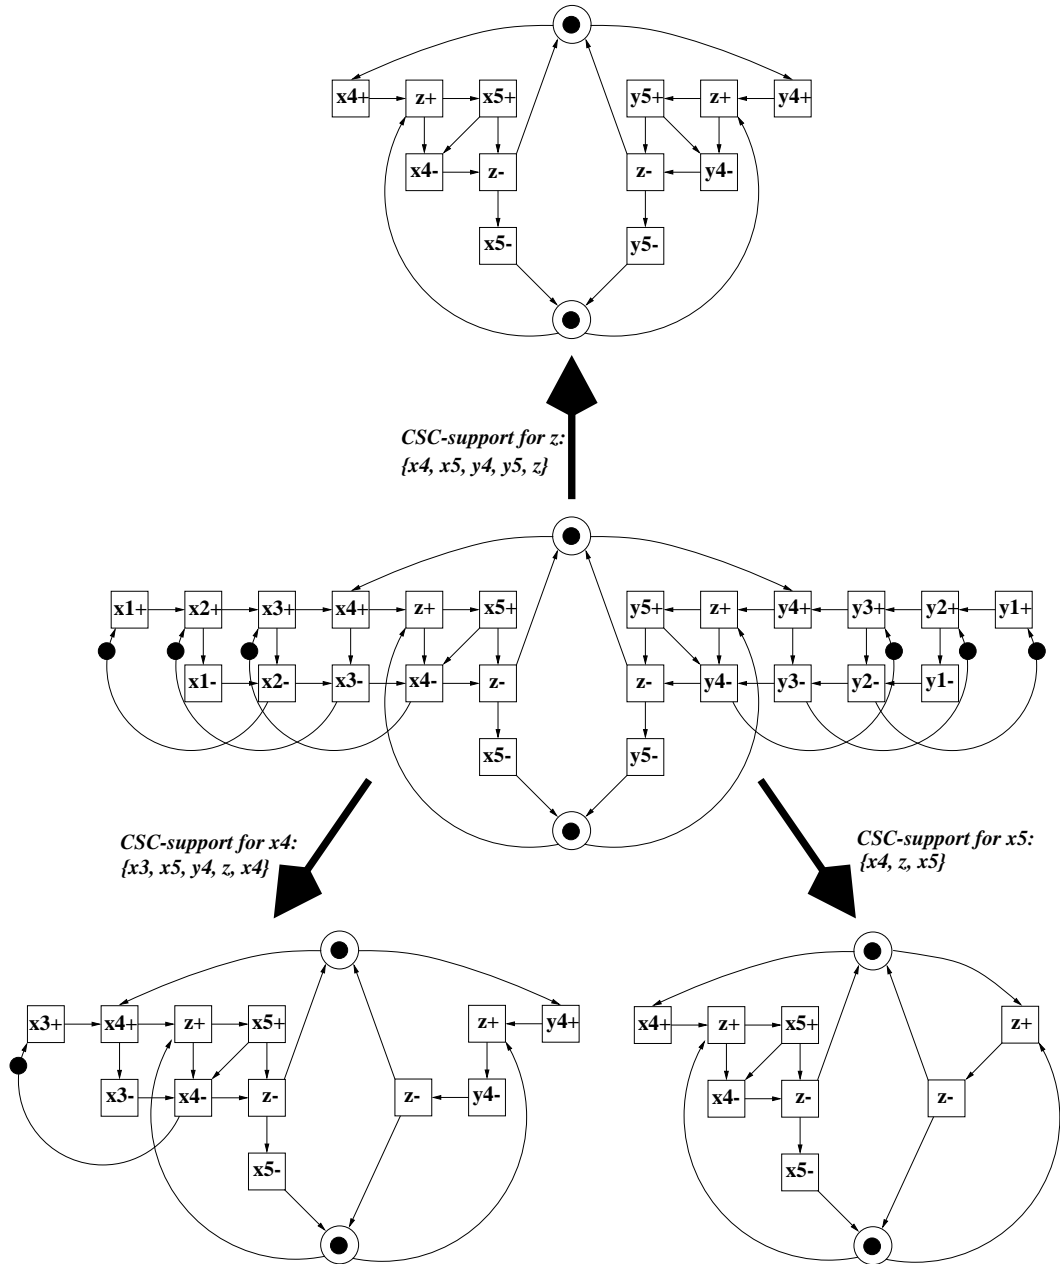 x4+ z+ x5+ y5+ z+ y4+
x4- z- z- y4-
x5- y5-
CSC-support for z:
{x4, x5, y4, y5, z}
x1+ x2+ x3+ x4+ z+ x5+ y5+ z+ y4+ y3+ y2+ y1+
x1- x2- x3- x4- z- z- y4- y3- y2- y1-
x5- y5-
CSC-support for x4:
{x3, x5, y4, z, x4}
CSC-support for x5:
{x4, z, x5}
x3+ x4+ z+ x5+ z+ y4+
x3- x4- z- z- y4-
x5-
x4+ z+ x5+ z+
x4- z- z-
x5-